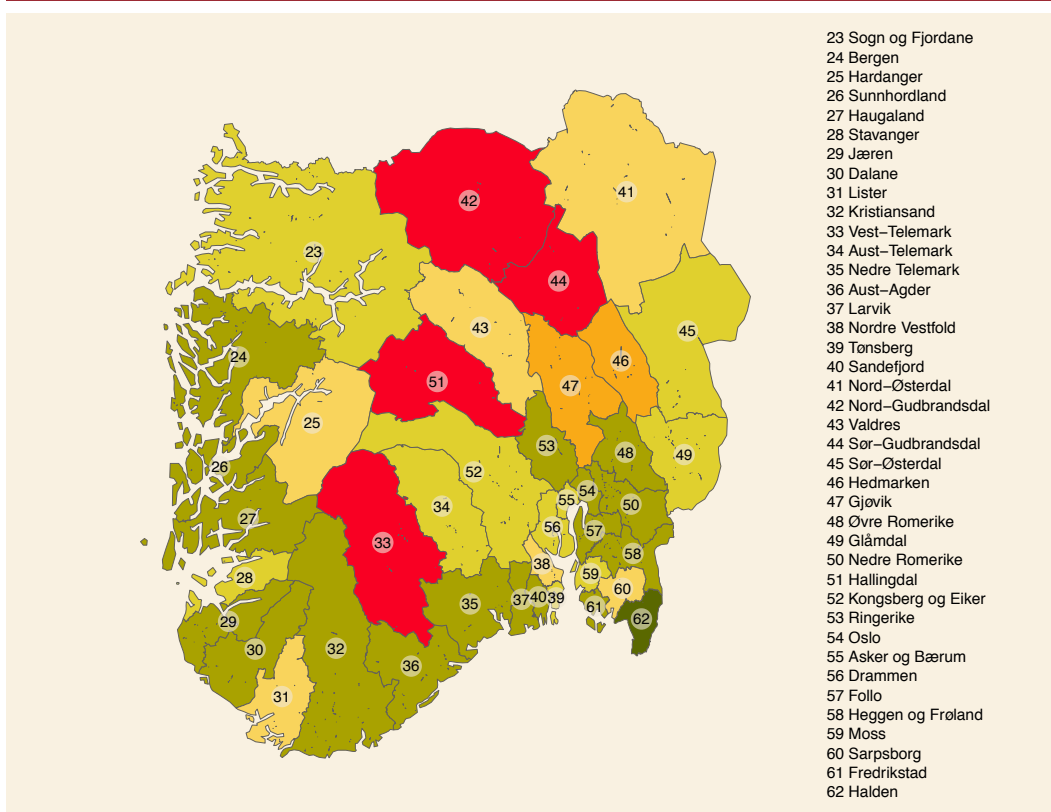 23 Sogn og Fjordane
24 Bergen
25 Hardanger
26 Sunnhordland
27 Haugaland
28 Stavanger
29 Jæren
30 Dalane
31 Lister
32 Kristiansand
33 Vest−Telemark
34 Aust−Telemark
35 Nedre Telemark
36 Aust−Agder
37 Larvik
38 Nordre Vestfold
39 Tønsberg
40 Sandefjord
41 Nord−Østerdal
42 Nord−Gudbrandsdal
43 Valdres
44 Sør−Gudbrandsdal
45 Sør−Østerdal
46 Hedmarken
47 Gjøvik
48 Øvre Romerike
49 Glåmdal
50 Nedre Romerike
51 Hallingdal
52 Kongsberg og Eiker
53 Ringerike
54 Oslo
55 Asker og Bærum
56 Drammen
57 Follo
58 Heggen og Frøland
59 Moss
60 Sarpsborg
61 Fredrikstad
62 Halden
41
42
23
44
43
45
24
46
51
47
25
53
48
49
26
52
54
55
50
34
27
56
57
33
58
38
28
59
60
37
40
39
35
61
29
62
30
32
36
31